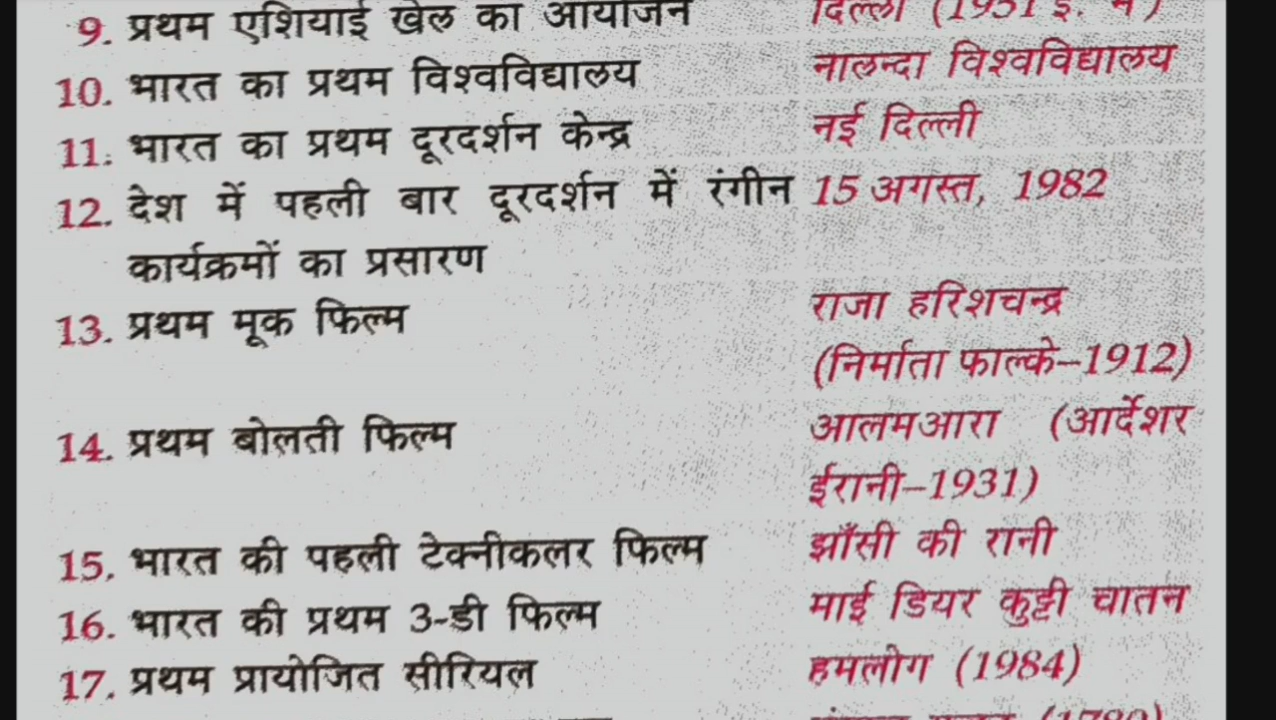 9. प्रथम एशियाई खेल का आयोजन दिल्ली (1951 ई. में)
10. भारत का प्रथम विश्वविद्यालय नालन्दा विश्वविद्यालय
11. भारत का प्रथम दूरदर्शन केन्द्र नई दिल्ली
12. देश में पहली बार दूरदर्शन में रंगीन 15 अगस्त, 1982
कार्यक्रमों का प्रसारण
13. प्रथम मूक फिल्म राजा हरिशचन्द्र
(निर्माता फाल्के–1912)
14. प्रथम बोलती फिल्म आलमआरा (आर्देशर
ईरानी–1931)
15. भारत की पहली टेक्नीकलर फिल्म झाँसी की रानी
16. भारत की प्रथम 3-डी फिल्म माई डियर कुट्टी चातन
17. प्रथम प्रायोजित सीरियल हमलोग (1984)